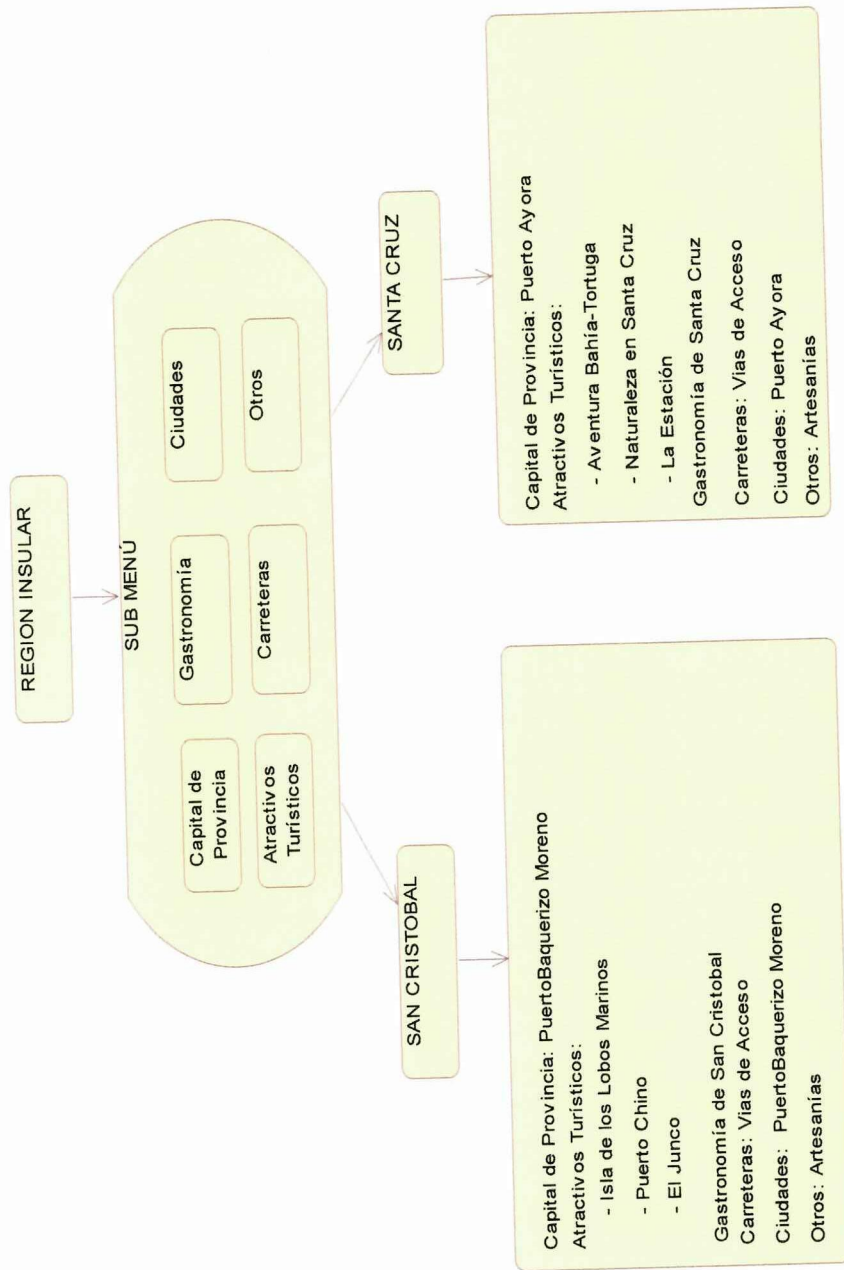 REGION INSULAR
SUB MENÚ
Capital de
Provincia
Gastronomía
Ciudades
Atractivos
Turísticos
Carreteras
Otros
SAN CRISTOBAL
SANTA CRUZ
Capital de Provincia: PuertoBaquerizo Moreno
Atractivos Turísticos:
- Isla de los Lobos Marinos
- Puerto Chino
- El Junco
Gastronomía de San Cristobal
Carreteras: Vias de Acceso
Ciudades: PuertoBaquerizo Moreno
Otros: Artesanías
Capital de Provincia: Puerto Ayora
Atractivos Turísticos:
- Aventura Bahía-Tortuga
- Naturaleza en Santa Cruz
- La Estación
Gastronomía de Santa Cruz
Carreteras: Vias de Acceso
Ciudades: Puerto Ayora
Otros: Artesanías